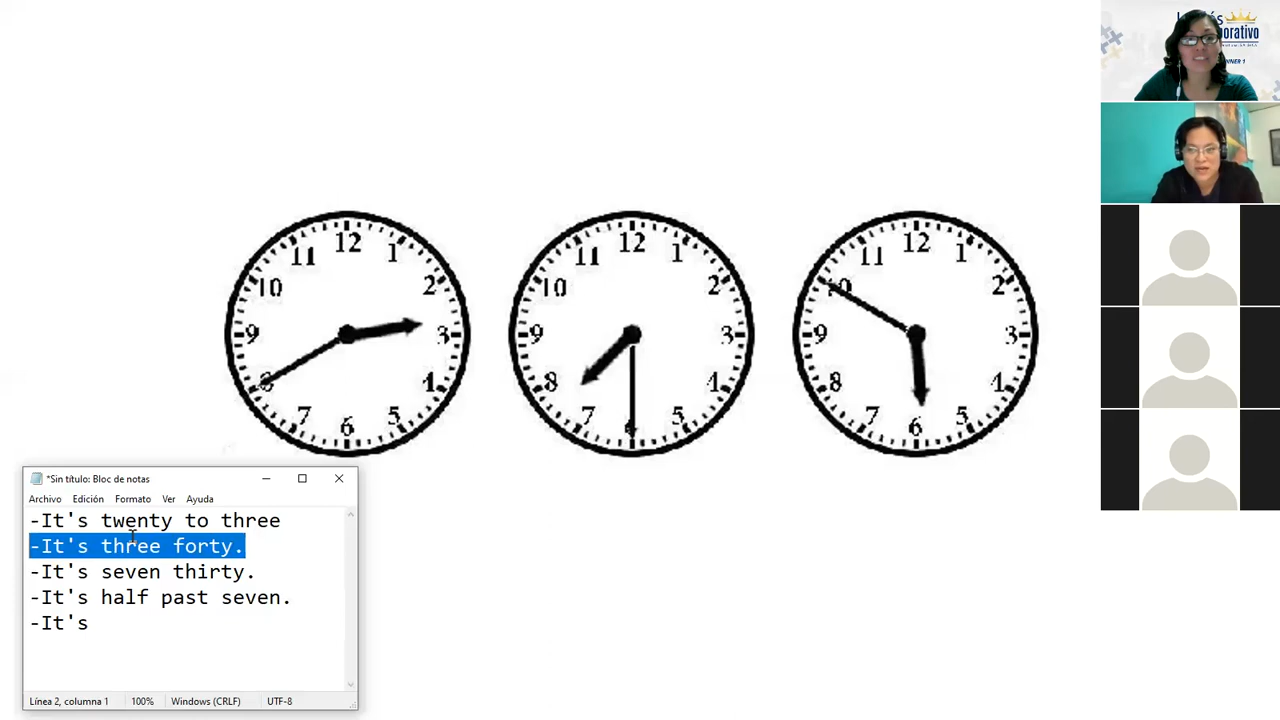 orativo
NNER 1
12 12 12
11 1 11 1 11 1
10 2 10 2 10 2
9 3 9 3 9 3
8 4 8 4 8 4
7 5 7 5 7 5
6 6 6
*Sin título: Bloc de notas
Archivo Edición Formato Ver Ayuda
-It's twenty to three
-It's three forty.
-It's seven thirty.
-It's half past seven.
-It's
Línea 2, columna 1 100% Windows (CRLF) UTF-8